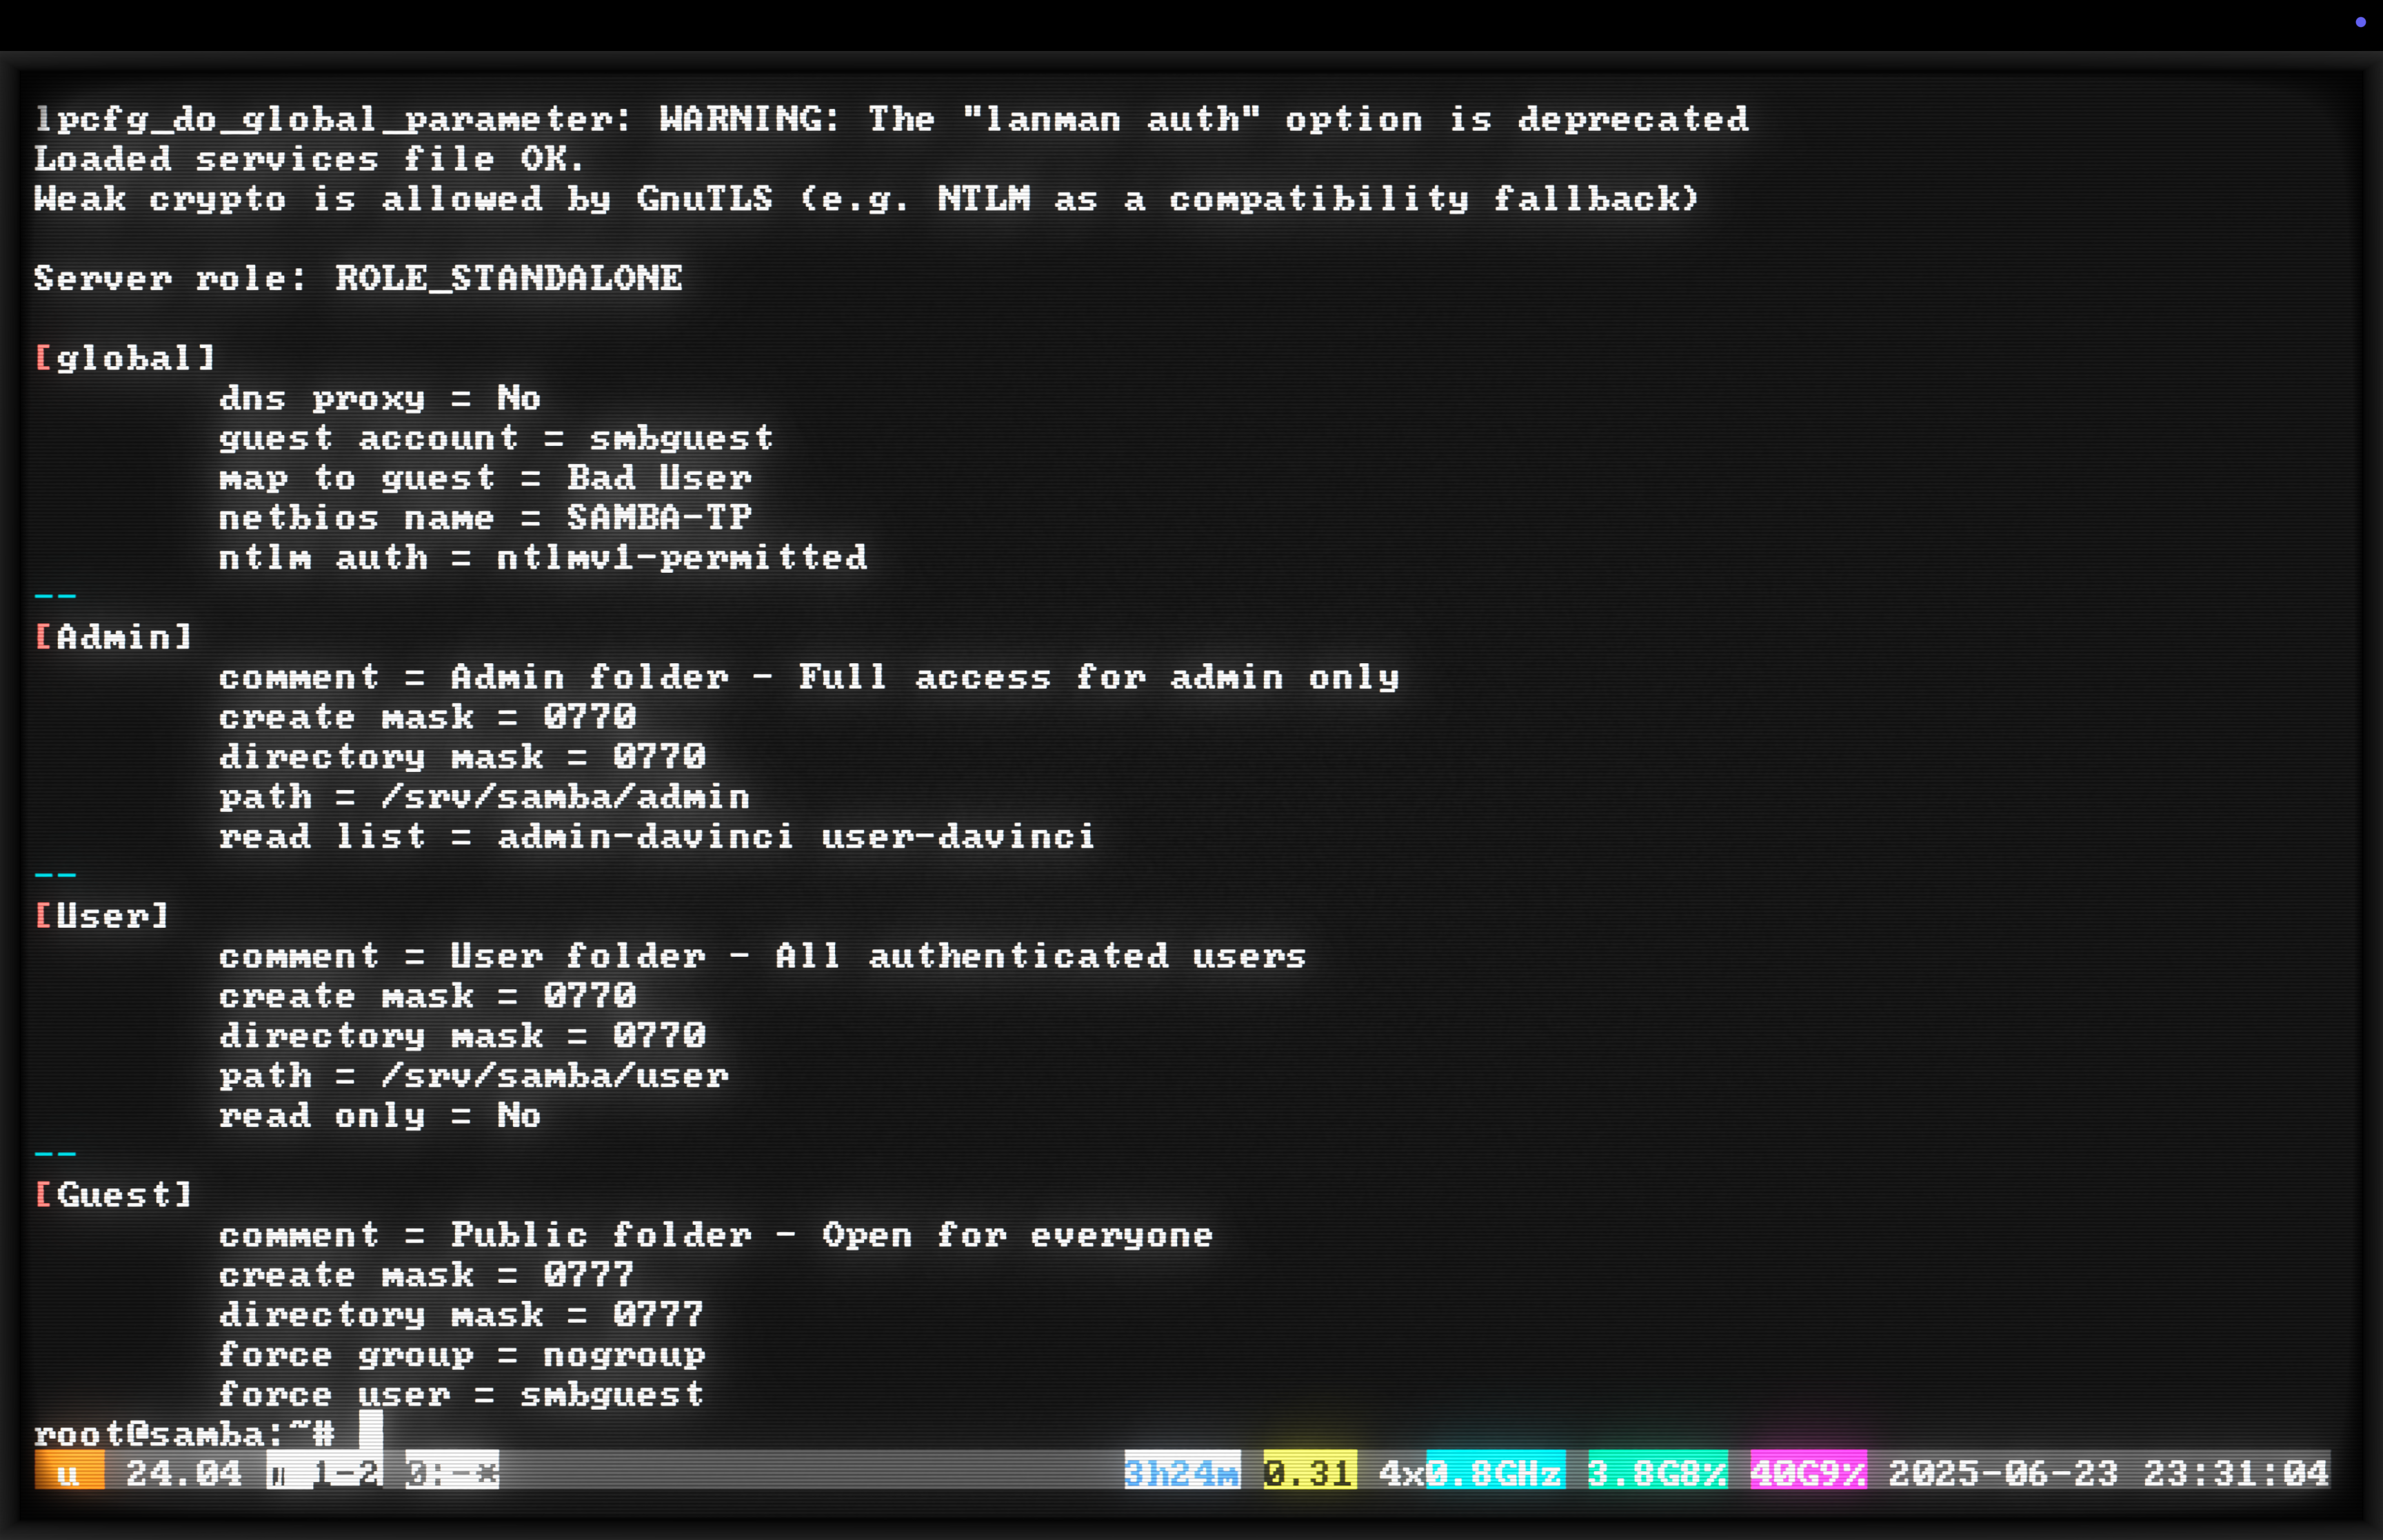 lpcfg_do_global_parameter: WARNING: The "lanman auth" option is deprecated
Loaded services file OK.
Weak crypto is allowed by GnuTLS (e.g. NTLM as a compatibility fallback)
Server role: ROLE_STANDALONE
[global]
dns proxy = No
guest account = smbguest
map to guest = Bad User
netbios name = SAMBA-TP
ntlm auth = ntlmv1-permitted
--
[Admin]
comment = Admin folder - Full access for admin only
create mask = 0770
directory mask = 0770
path = /srv/samba/admin
read list = admin-davinci user-davinci
--
[User]
comment = User folder - All authenticated users
create mask = 0770
directory mask = 0770
path = /srv/samba/user
read only = No
--
[Guest]
comment = Public folder - Open for everyone
create mask = 0777
directory mask = 0777
force group = nogroup
force user = smbguest
root@samba:~#
u 24.04 0:-* 3h24m 0.31 4x0.8GHz 3.8G8% 40G9% 2025-06-23 23:31:04